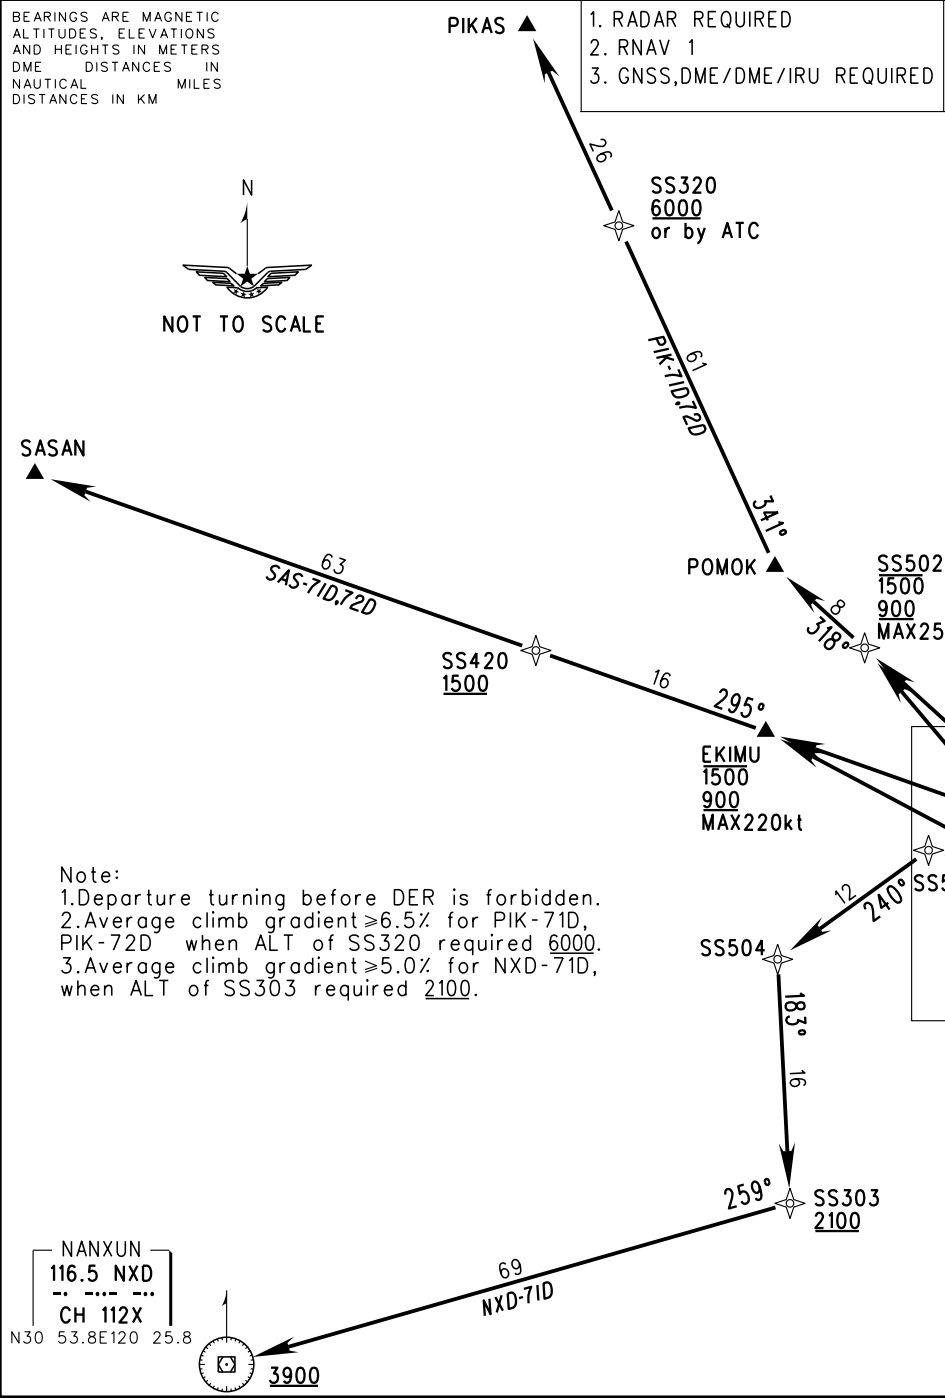 BEARINGS ARE MAGNETIC
ALTITUDES, ELEVATIONS
AND HEIGHTS IN METERS
DME DISTANCES IN
NAUTICAL MILES
DISTANCES IN KM
PIKAS
1. RADAR REQUIRED
2. RNAV 1
3. GNSS,DME/DME/IRU REQUIRED
26
N
NOT TO SCALE
SS320
6000
or by ATC
61
PIK-71D,72D
341°
SASAN
63
SAS-71D,72D
POMOK
SS502
1500
900
MAX25
8
318°
SS420
1500
16
295°
EKIMU
1500
900
MAX220kt
SS5
12
240°
Note:
1.Departure turning before DER is forbidden.
2.Average climb gradient≥6.5% for PIK-71D,
PIK-72D when ALT of SS320 required 6000.
3.Average climb gradient≥5.0% for NXD-71D,
when ALT of SS303 required 2100.
SS504
183°
16
259°
SS303
2100
69
NXD-71D
NANXUN
116.5 NXD
CH 112X
N30 53.8E120 25.8
3900